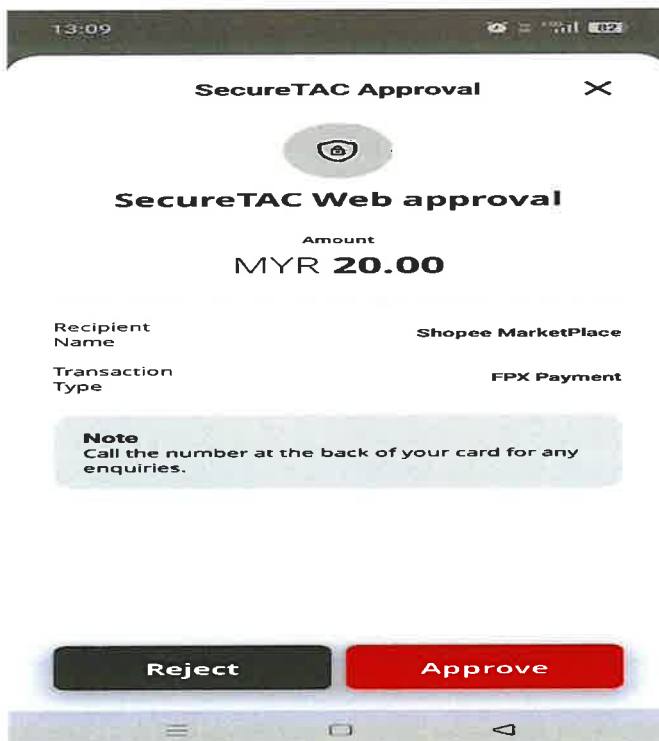 13:09
82
SecureTAC Approval
SecureTAC Web approval
Amount
MYR 20.00
Recipient
Name
Shopee MarketPlace
Transaction
Type
FPX Payment
Note
Call the number at the back of your card for any
enquiries.
Reject
Approve